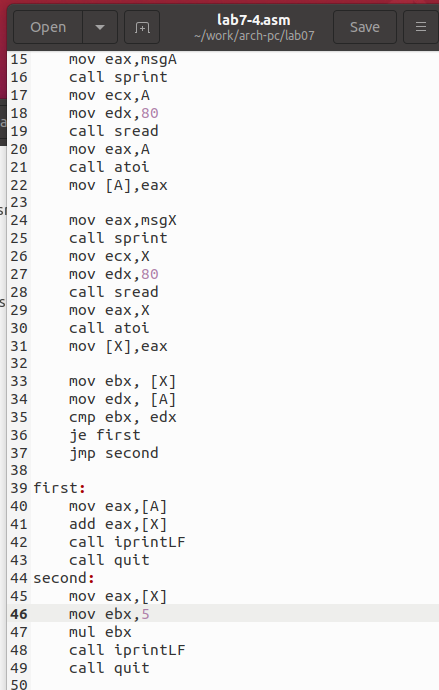 Open
lab7-4.asm
~/work/arch-pc/lab07
Save
15 mov eax,msgA
16 call sprint
17 mov ecx,A
18 mov edx,80
19 call sread
20 mov eax,A
21 call atoi
22 mov [A],eax
23
24 mov eax,msgX
25 call sprint
26 mov ecx,X
27 mov edx,80
28 call sread
29 mov eax,X
30 call atoi
31 mov [X],eax
32
33 mov ebx, [X]
34 mov edx, [A]
35 cmp ebx, edx
36 je first
37 jmp second
38
39 first:
40 mov eax,[A]
41 add eax,[X]
42 call iprintLF
43 call quit
44 second:
45 mov eax,[X]
46 mov ebx,5
47 mul ebx
48 call iprintLF
49 call quit
50